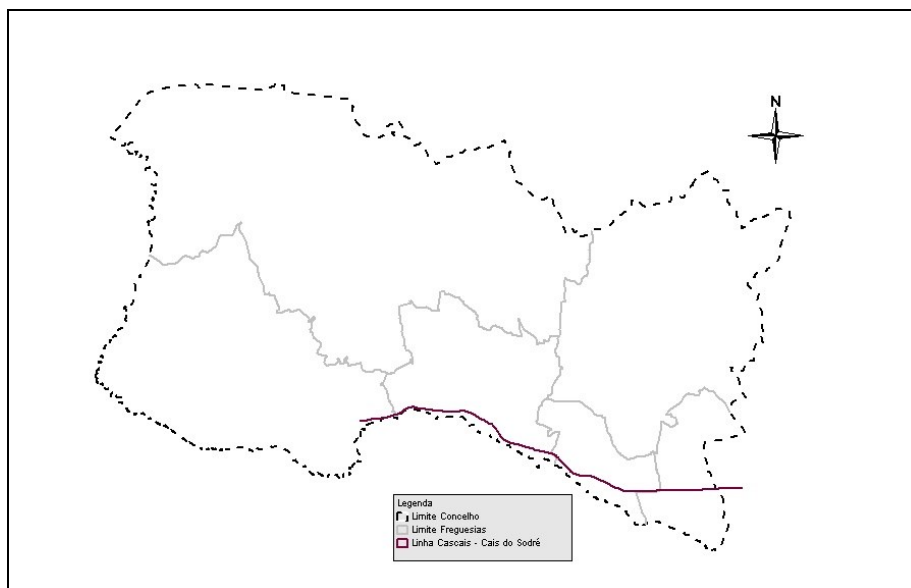 N
Legenda
Limite Concelho
Limite Freguesias
Linha Cascais - Cais do Sodré